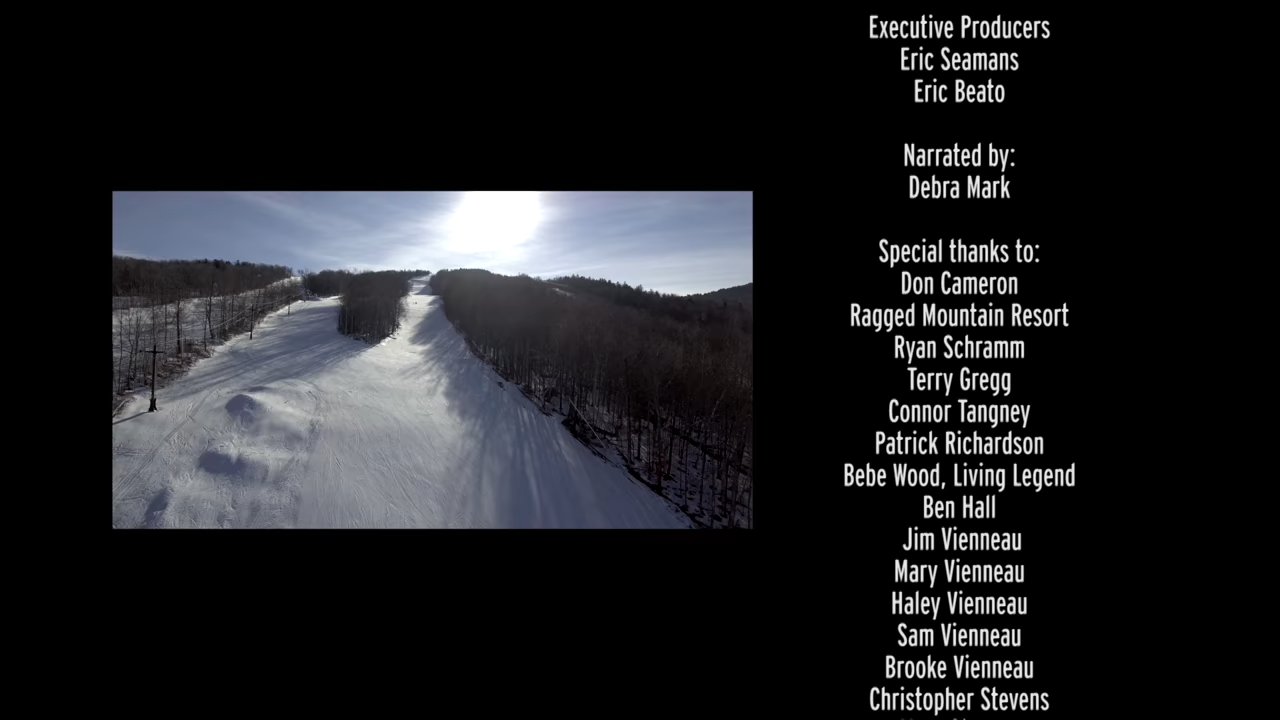 Executive Producers
Eric Seamans
Eric Beato
Narrated by:
Debra Mark
Special thanks to:
Don Cameron
Ragged Mountain Resort
Ryan Schramm
Terry Gregg
Connor Tangney
Patrick Richardson
Bebe Wood, Living Legend
Ben Hall
Jim Vienneau
Mary Vienneau
Haley Vienneau
Sam Vienneau
Brooke Vienneau
Christopher Stevens